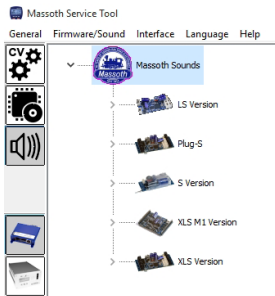 Massoth Service Tool
General Firmware/Sound Interface Language Help
CV
Massoth
Massoth Sounds
LS Version
Plug-S
S Version
XLS M1 Version
XLS Version